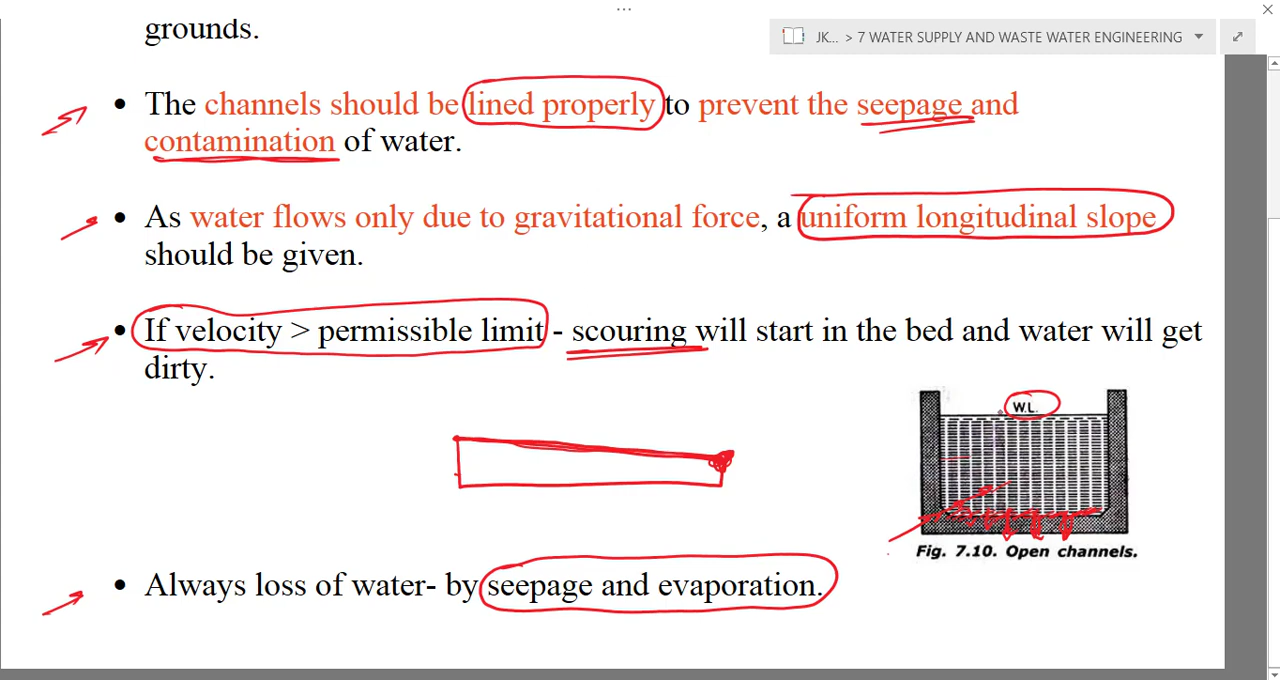 grounds.
JK... > 7 WATER SUPPLY AND WASTE WATER ENGINEERING
• The channels should be lined properly to prevent the seepage and
contamination of water.
• As water flows only due to gravitational force, a uniform longitudinal slope
should be given.
• If velocity > permissible limit - scouring will start in the bed and water will get
dirty.
W.L.
Fig. 7.10. Open channels.
• Always loss of water- by seepage and evaporation.